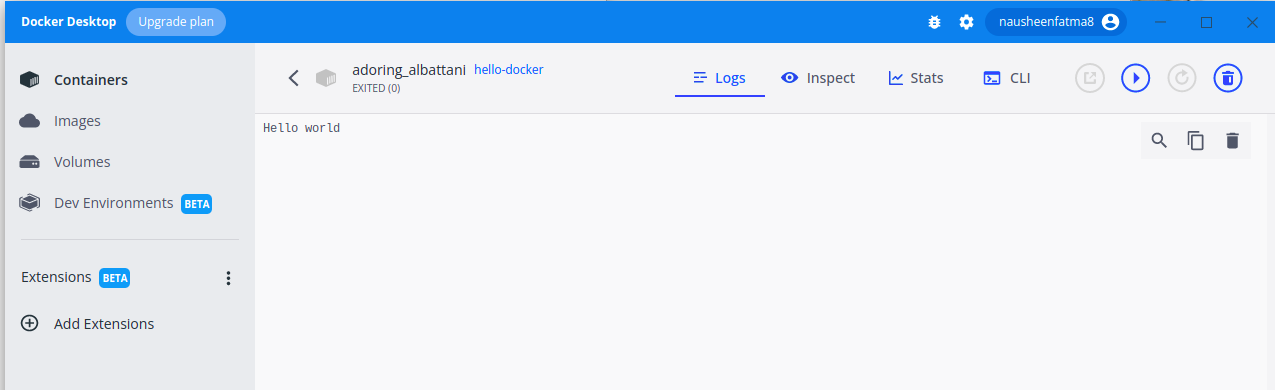 Docker Desktop Upgrade plan nausheenfatma8
Containers
Images
Volumes
Dev Environments BETA
Extensions BETA
Add Extensions
adoring_albattani hello-docker
EXITED (0)
Logs Inspect Stats CLI
Hello world